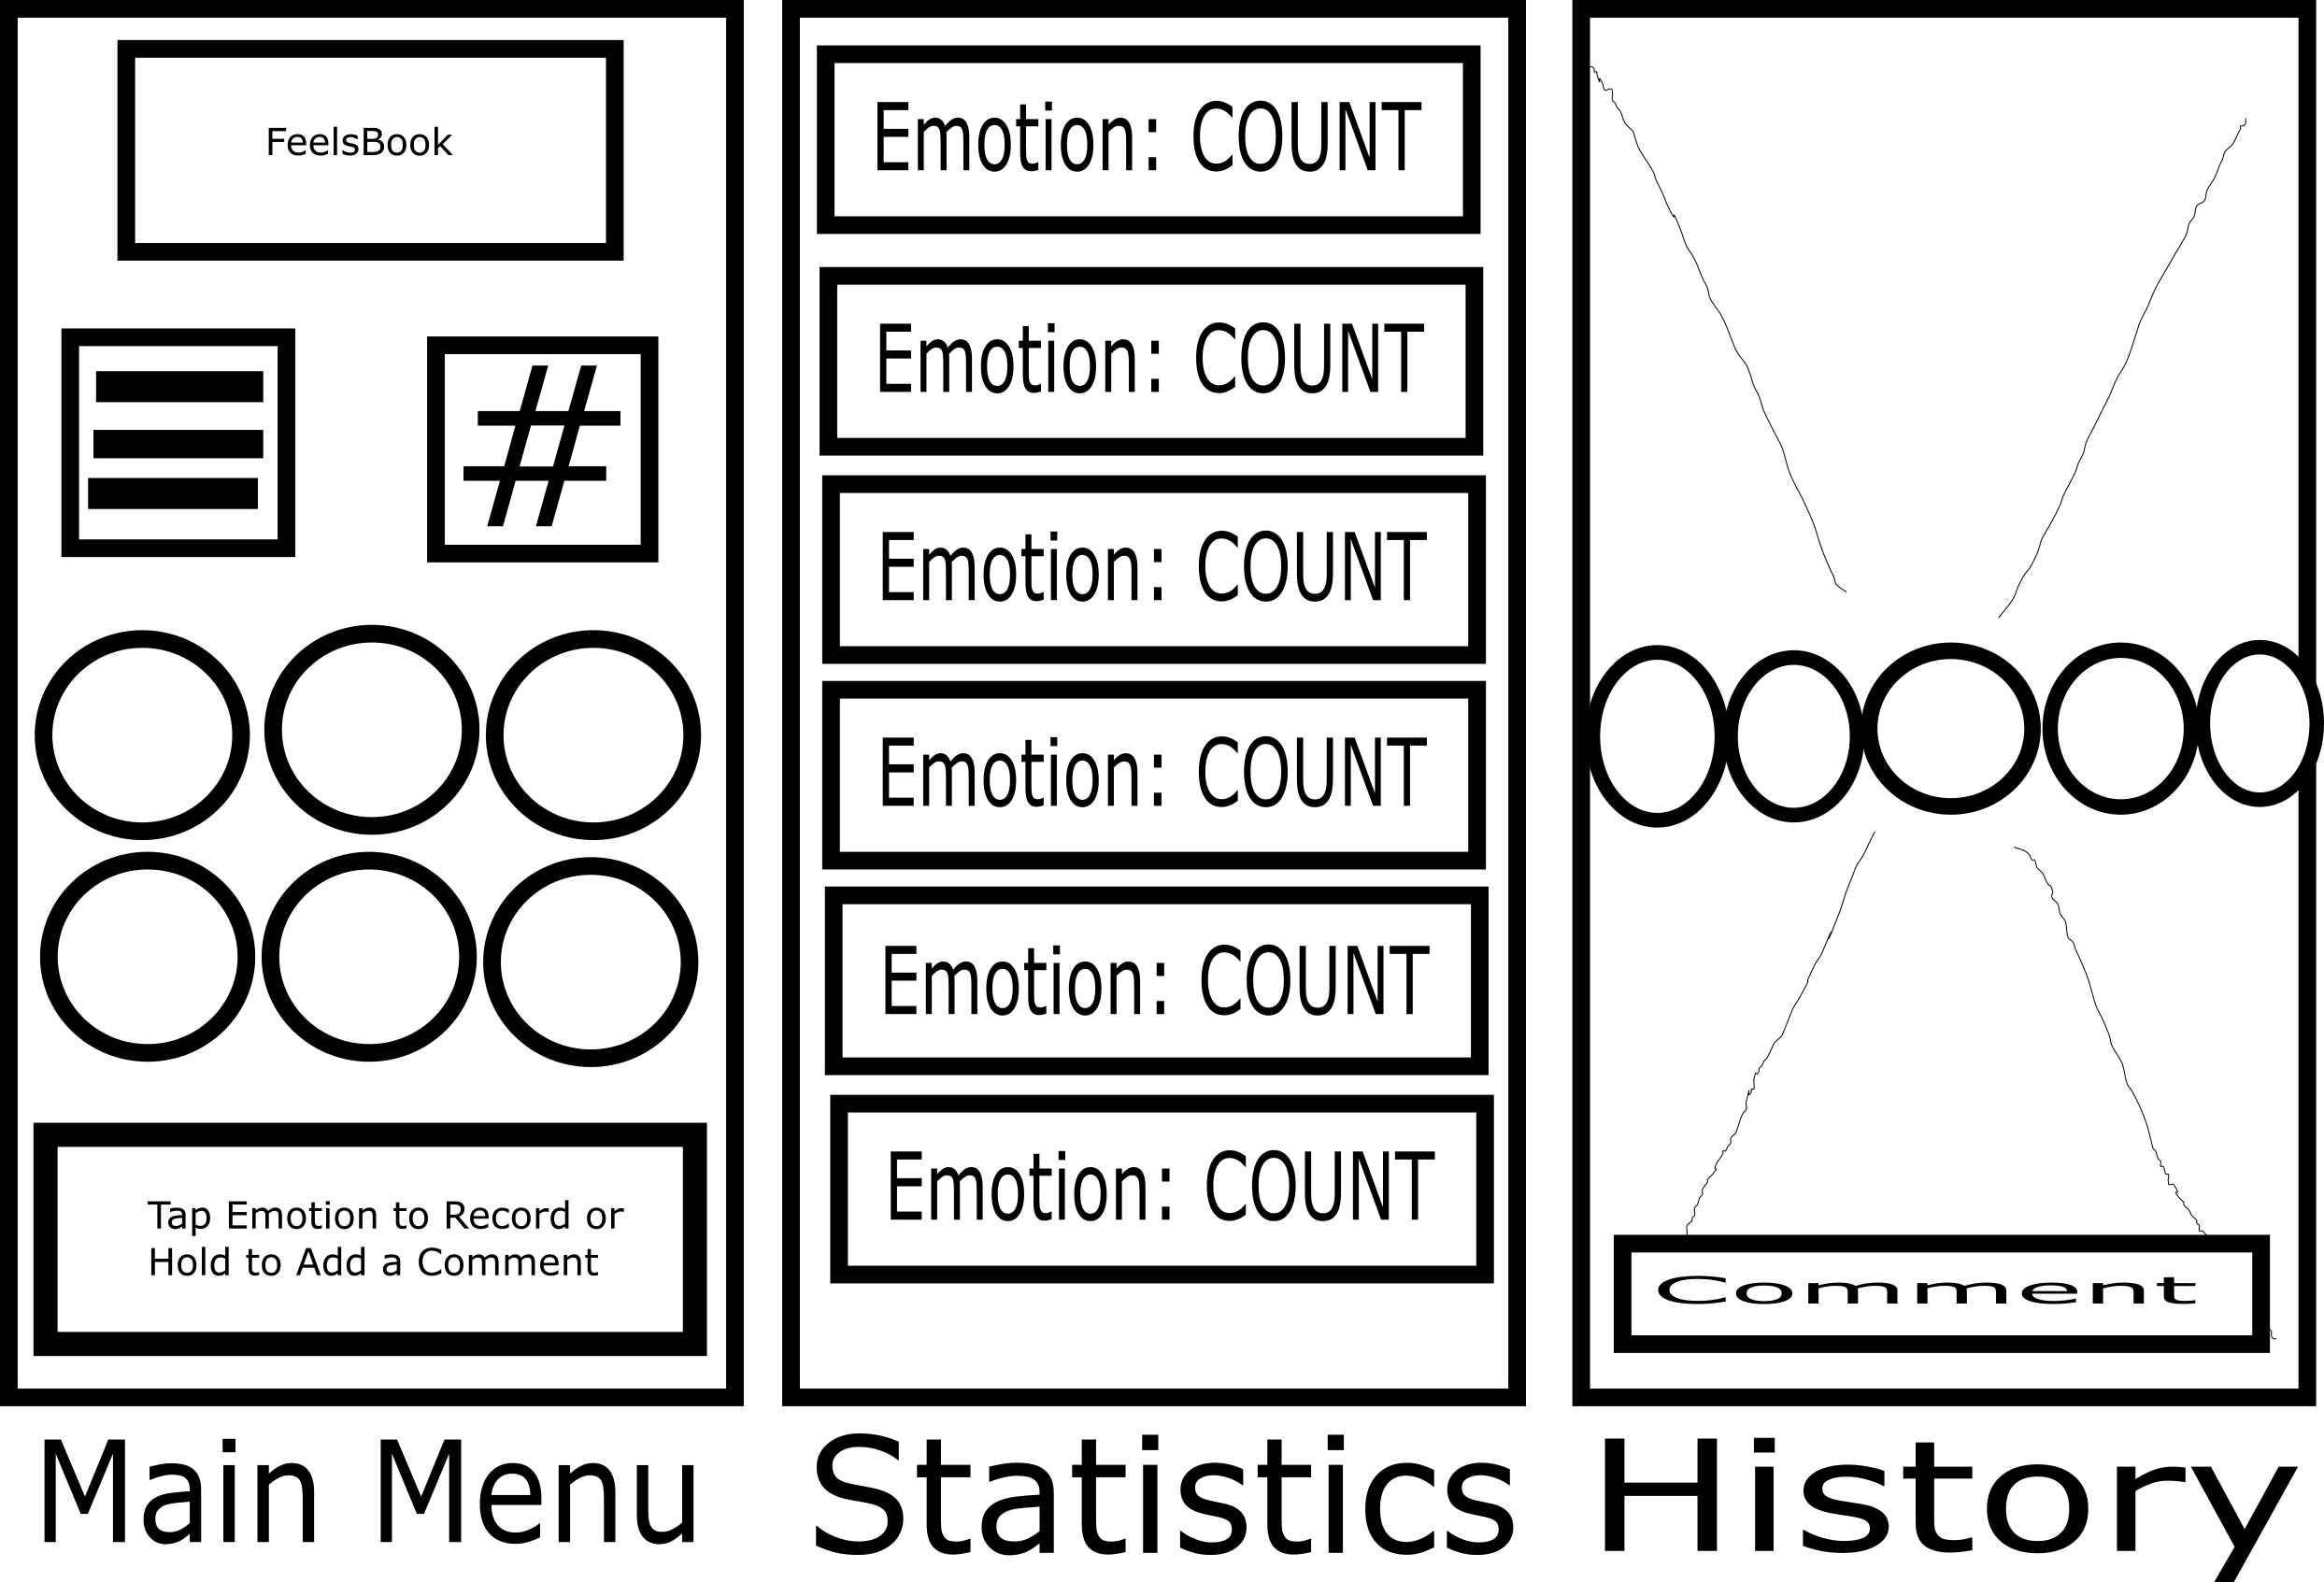 FeelsBook
#
Tap Emotion to Record or
Hold to Add a Comment
Main Menu
Emotion: COUNT
Emotion: COUNT
Emotion: COUNT
Emotion: COUNT
Emotion: COUNT
Emotion: COUNT
Statistics
Comment
History